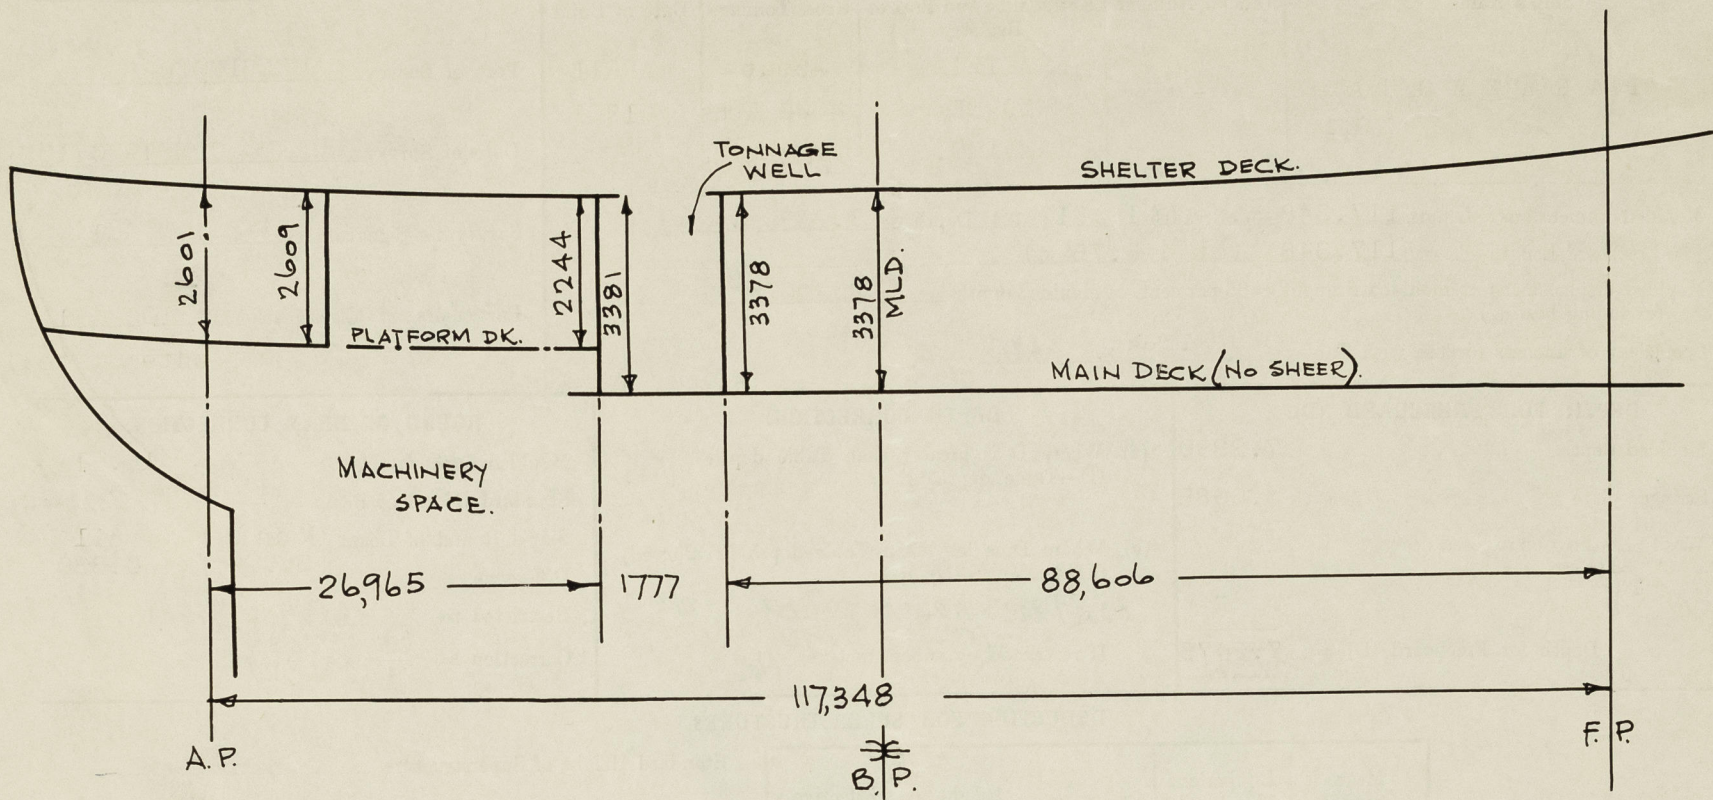 TONNAGE
WELL
SHELTER DECK.
2601
2609
2244
3381
3378
3378
MLD.
PLATFORM DK.
MAIN DECK (NO SHEER).
MACHINERY
SPACE.
26,965
1777
88,606
117,348
A.P.
B.P.
F.P.